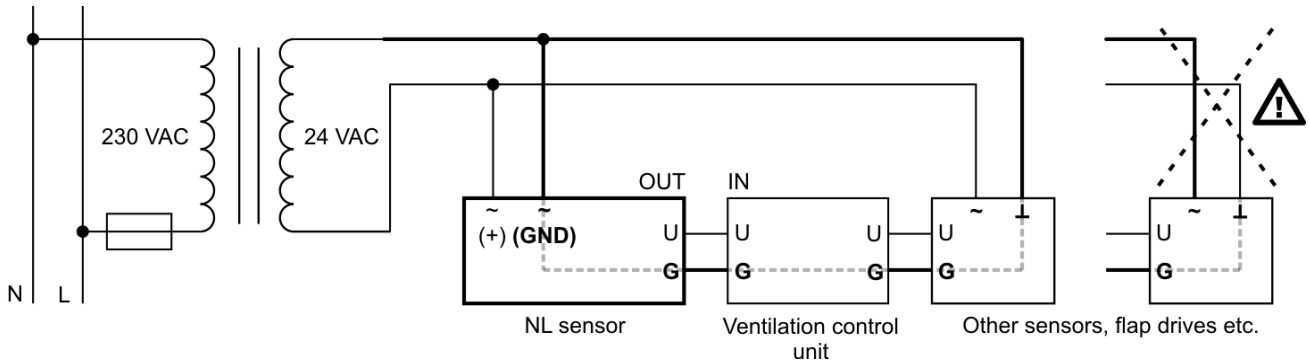 230 VAC
24 VAC
OUT
IN
~
~
~
⊥
~
⊥
(+) (GND)
U
U
U
U
U
G
G
G
G
G
N
L
NL sensor
Ventilation control
unit
Other sensors, flap drives etc.